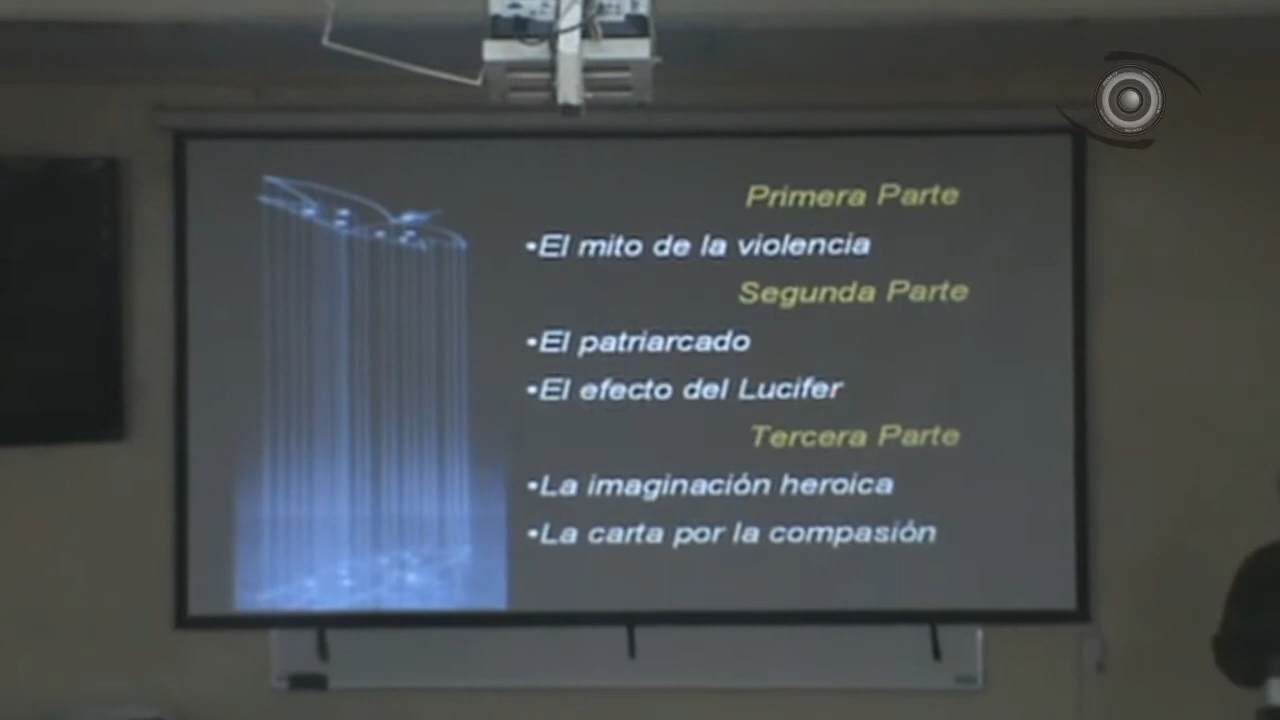 Primera Parte
•El mito de la violencia
Segunda Parte
•El patriarcado
•El efecto del Lucifer
Tercera Parte
•La imaginación heroica
•La carta por la compasión